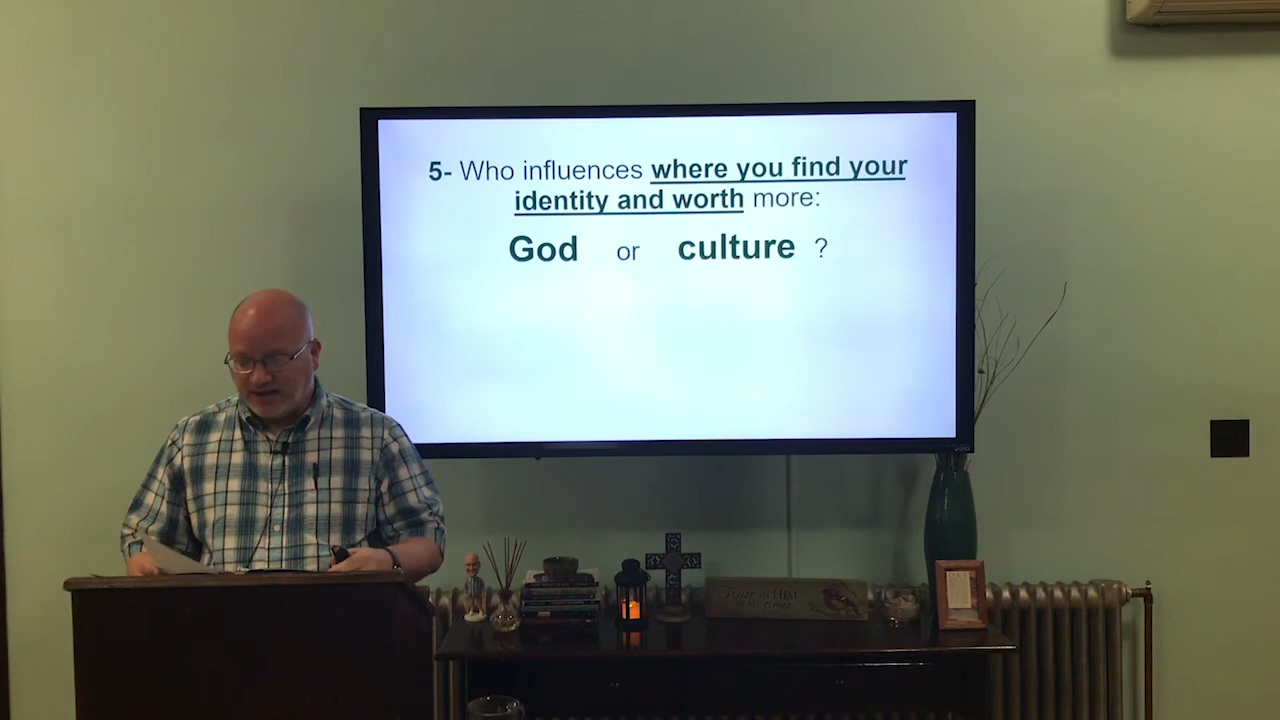 5- Who influences where you find your
identity and worth more:
God or culture ?